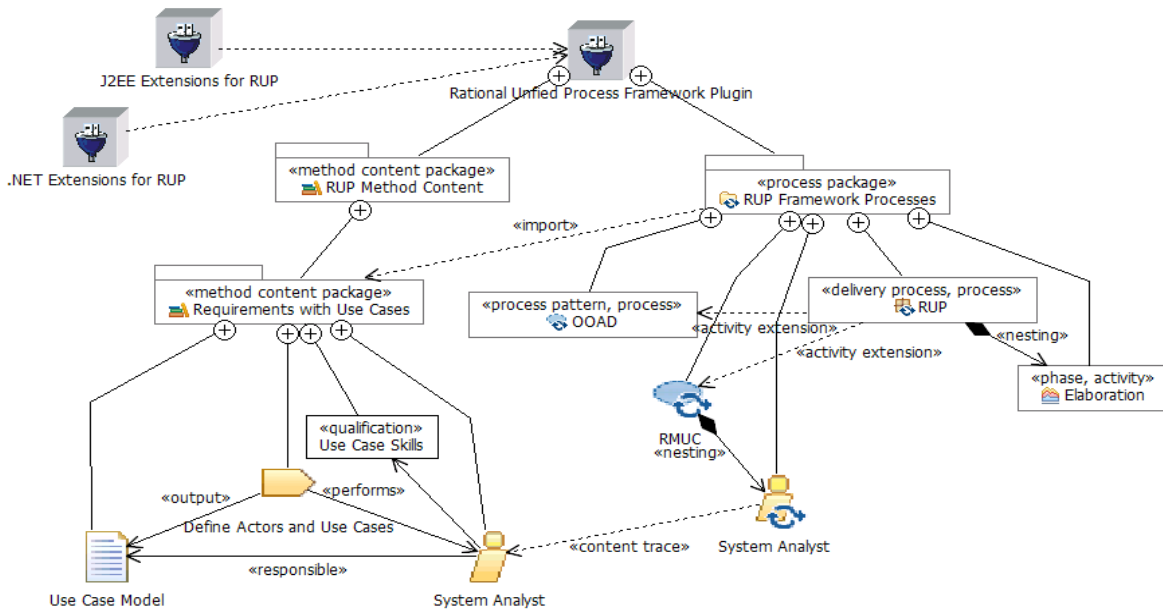 J2EE Extensions for RUP
Rational Unfied Process Framework Plugin
.NET Extensions for RUP
«method content package»
RUP Method Content
«process package»
RUP Framework Processes
«import»
«method content package»
Requirements with Use Cases
«process pattern, process»
OOAD
«delivery process, process»
RUP
«activity extension»
«nesting»
«activity extension»
«phase, activity»
Elaboration
«qualification»
Use Case Skills
RMUC
«nesting»
«output»
«performs»
Define Actors and Use Cases
«content trace»
System Analyst
«responsible»
Use Case Model
System Analyst